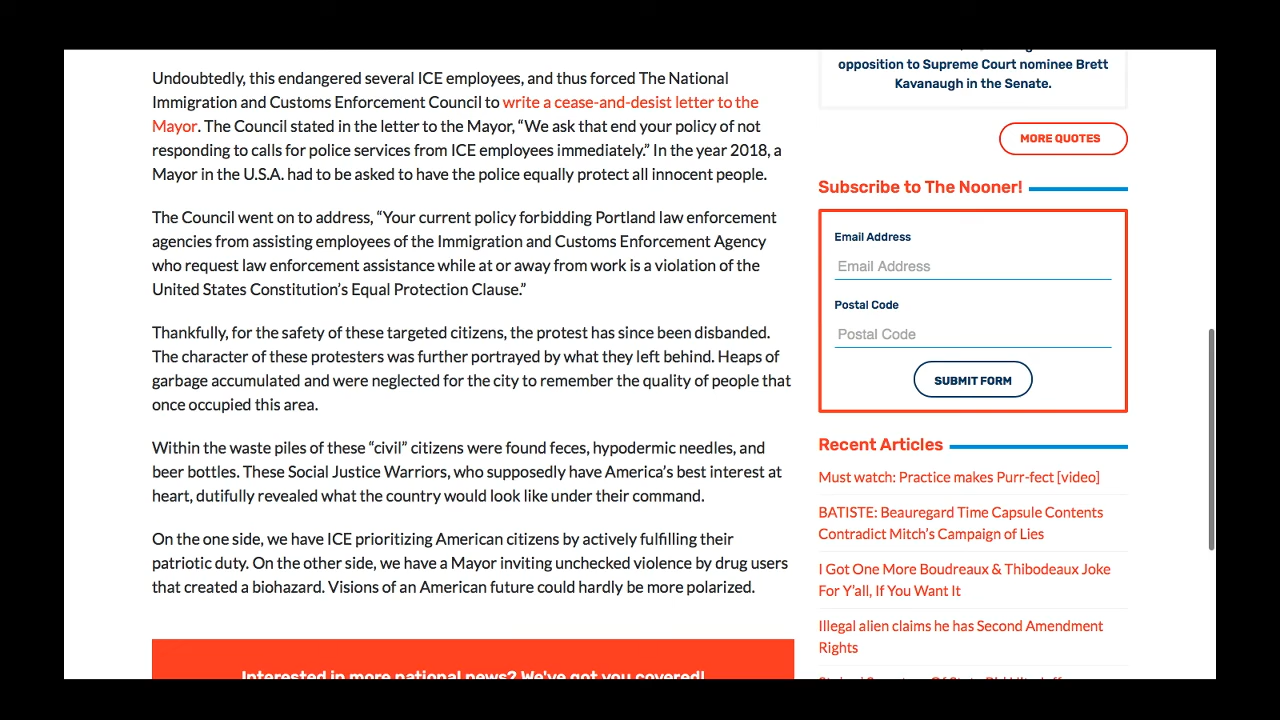 Undoubtedly, this endangered several ICE employees, and thus forced The National
Immigration and Customs Enforcement Council to write a cease-and-desist letter to the
Mayor. The Council stated in the letter to the Mayor, “We ask that end your policy of not
responding to calls for police services from ICE employees immediately.” In the year 2018, a
Mayor in the U.S.A. had to be asked to have the police equally protect all innocent people.
The Council went on to address, “Your current policy forbidding Portland law enforcement
agencies from assisting employees of the Immigration and Customs Enforcement Agency
who request law enforcement assistance while at or away from work is a violation of the
United States Constitution’s Equal Protection Clause.”
Thankfully, for the safety of these targeted citizens, the protest has since been disbanded.
The character of these protesters was further portrayed by what they left behind. Heaps of
garbage accumulated and were neglected for the city to remember the quality of people that
once occupied this area.
Within the waste piles of these “civil” citizens were found feces, hypodermic needles, and
beer bottles. These Social Justice Warriors, who supposedly have America’s best interest at
heart, dutifully revealed what the country would look like under their command.
On the one side, we have ICE prioritizing American citizens by actively fulfilling their
patriotic duty. On the other side, we have a Mayor inviting unchecked violence by drug users
that created a biohazard. Visions of an American future could hardly be more polarized.
Interested in more national news? We've got you covered!
opposition to Supreme Court nominee Brett
Kavanaugh in the Senate.
MORE QUOTES
Subscribe to The Nooner!
Email Address
Email Address
Postal Code
Postal Code
SUBMIT FORM
Recent Articles
Must watch: Practice makes Purr-fect [video]
BATISTE: Beauregard Time Capsule Contents
Contradict Mitch’s Campaign of Lies
I Got One More Boudreaux & Thibodeaux Joke
For Y’all, If You Want It
Illegal alien claims he has Second Amendment
Rights